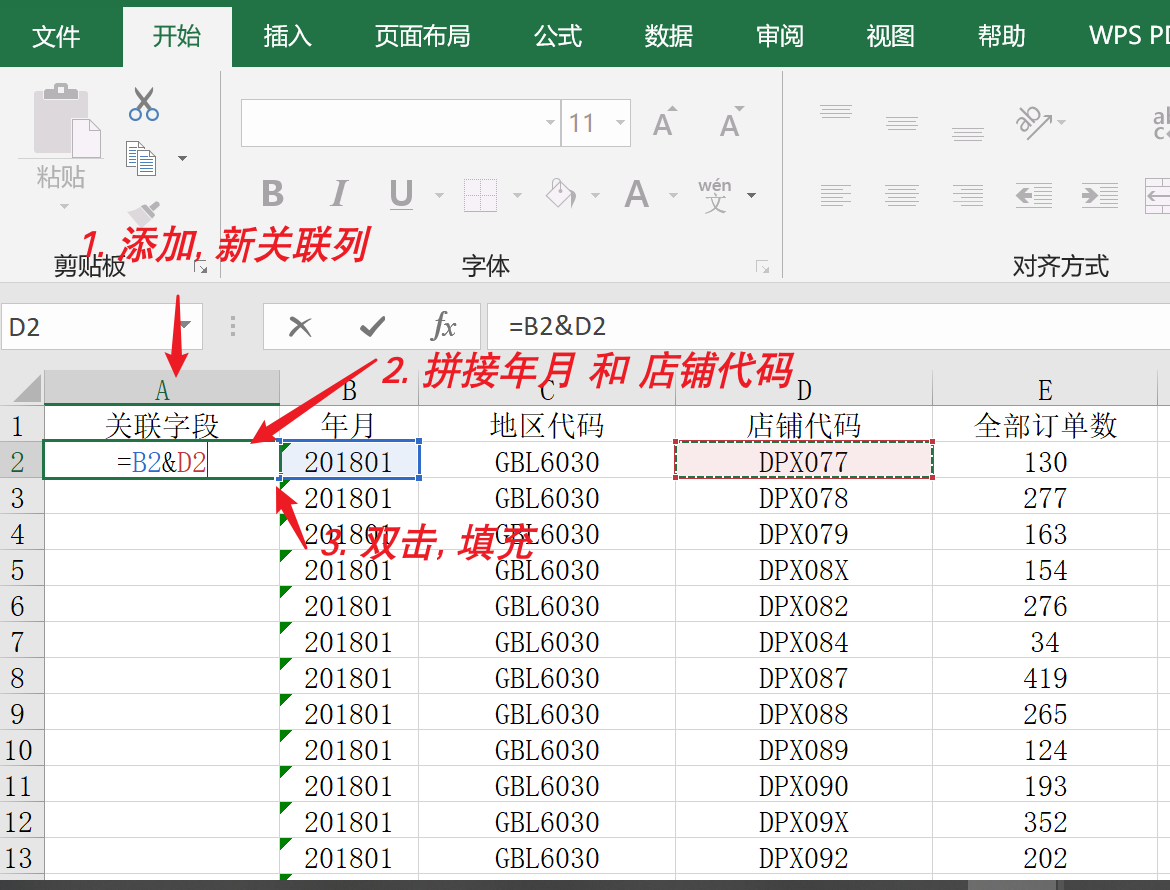 文件 开始 插入 页面布局 公式 数据 审阅 视图 帮助 WPS PD
11 A A ab
粘贴 B I U A wén 文 ab c
1. 添加, 新关联列
剪贴板 字体 对齐方式
D2 fx =B2&D2
2. 拼接年月 和 店铺代码
A B C D E
1 关联字段 年月 地区代码 店铺代码 全部订单数
2 =B2&D2 201801 GBL6030 DPX077 130
3 201801 GBL6030 DPX078 277
3. 双击, 填充
4 201801 GBL6030 DPX079 163
5 201801 GBL6030 DPX08X 154
6 201801 GBL6030 DPX082 276
7 201801 GBL6030 DPX084 34
8 201801 GBL6030 DPX087 419
9 201801 GBL6030 DPX088 265
10 201801 GBL6030 DPX089 124
11 201801 GBL6030 DPX090 193
12 201801 GBL6030 DPX09X 352
13 201801 GBL6030 DPX092 202